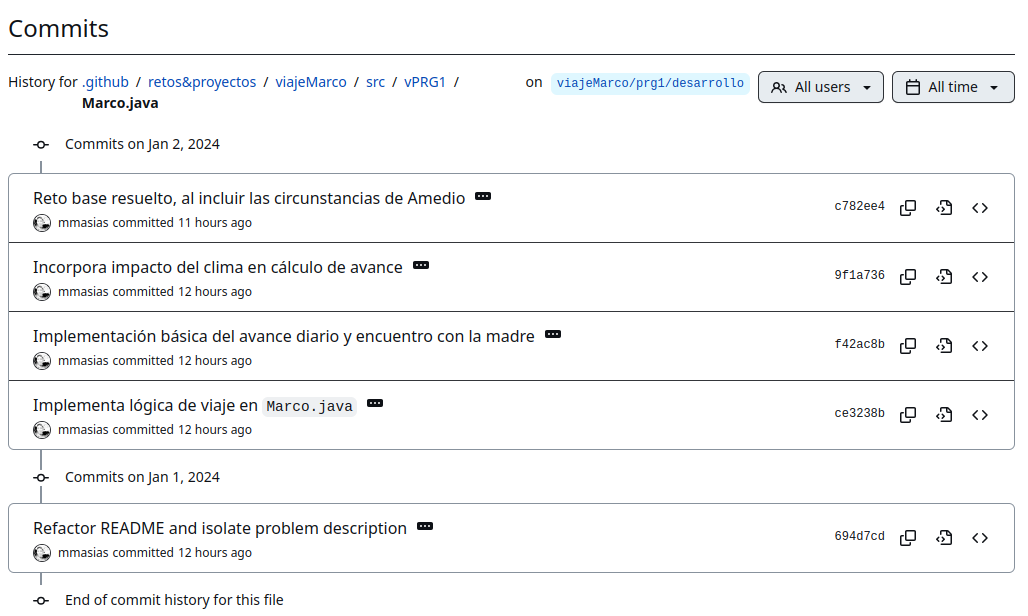 Commits
History for .github / retos&proyectos / viajeMarco / src / vPRG1 / on viajeMarco/prg1/desarrollo All users All time
Marco.java
Commits on Jan 2, 2024
Reto base resuelto, al incluir las circunstancias de Amedio
c782ee4
mmasias committed 11 hours ago
Incorpora impacto del clima en cálculo de avance
9f1a736
mmasias committed 12 hours ago
Implementación básica del avance diario y encuentro con la madre
f42ac8b
mmasias committed 12 hours ago
Implementa lógica de viaje en Marco.java
ce3238b
mmasias committed 12 hours ago
Commits on Jan 1, 2024
Refactor README and isolate problem description
694d7cd
mmasias committed 12 hours ago
End of commit history for this file